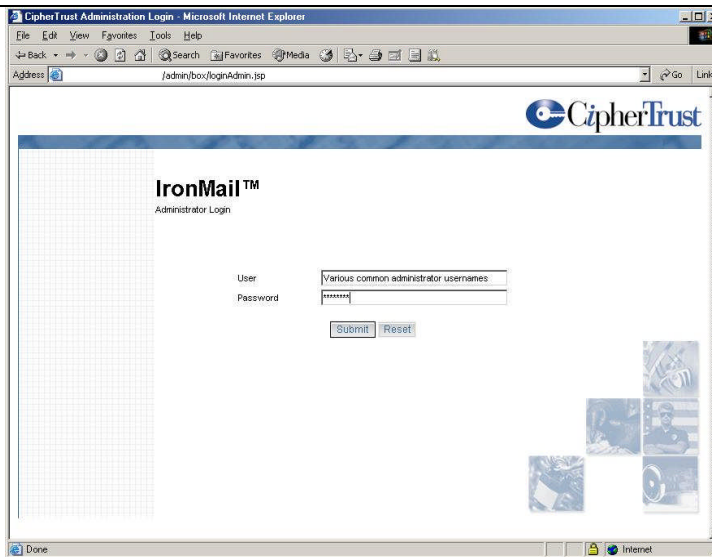 CipherTrust Administration Login - Microsoft Internet Explorer
File Edit View Favorites Tools Help
Back Search Favorites Media
Address /admin/box/loginAdmin.jsp Go Link
CipherTrust
IronMail™
Administrator Login
User Various common administrator usernames
Password ********
Submit Reset
Done Internet